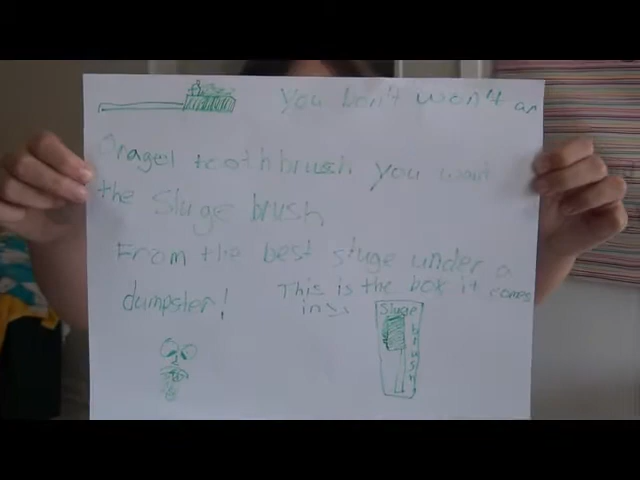 You Don't won't an
Oragel toothbrush you want
the Sluge brush
From the best sluge under a
dumpster!
This is the box it comes
in
Sluge
brush